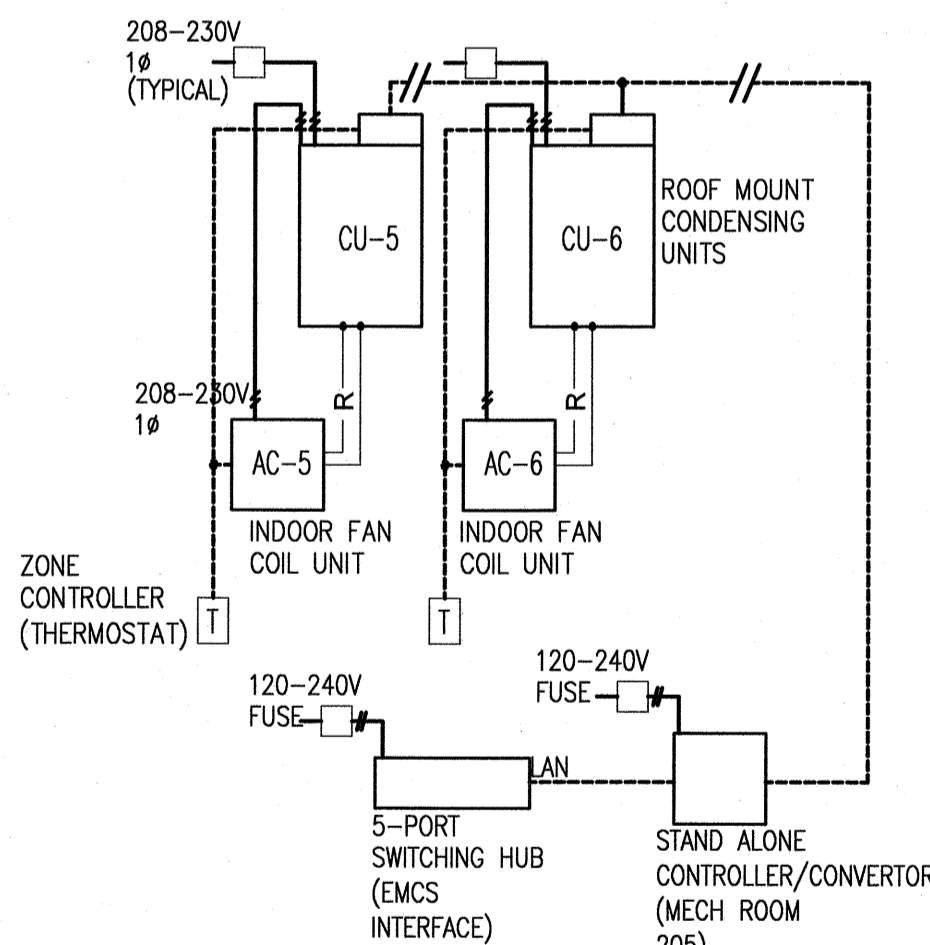 208-230V
1ø
(TYPICAL)
CU-5
CU-6
ROOF MOUNT
CONDENSING
UNITS
208-230V
1ø
R
R
AC-5
AC-6
INDOOR FAN
COIL UNIT
INDOOR FAN
COIL UNIT
ZONE
CONTROLLER
(THERMOSTAT)
T
T
120-240V
FUSE
120-240V
FUSE
LAN
5-PORT
SWITCHING HUB
(EMCS
INTERFACE)
STAND ALONE
CONTROLLER/CONVERTOR
(MECH ROOM
205)